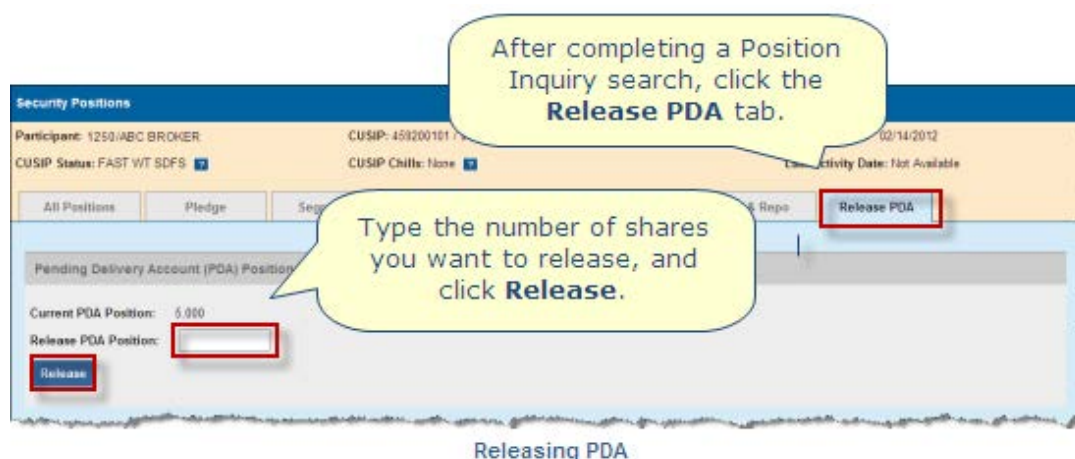 After completing a Position
Inquiry search, click the
Release PDA tab.
Security Positions
Participant: 1250/ABC BROKER CUSIP: 459200101 / 02/14/2012
CUSIP Status: FAST WT SDFS ? CUSIP Chills: None ? Activity Date: Not Available
All Positions Pledge & Repo Release PDA
Type the number of shares
you want to release, and
click Release.
Pending Delivery Account (PDA) Position
Current PDA Position: 5,000
Release PDA Position:
Release
Releasing PDA